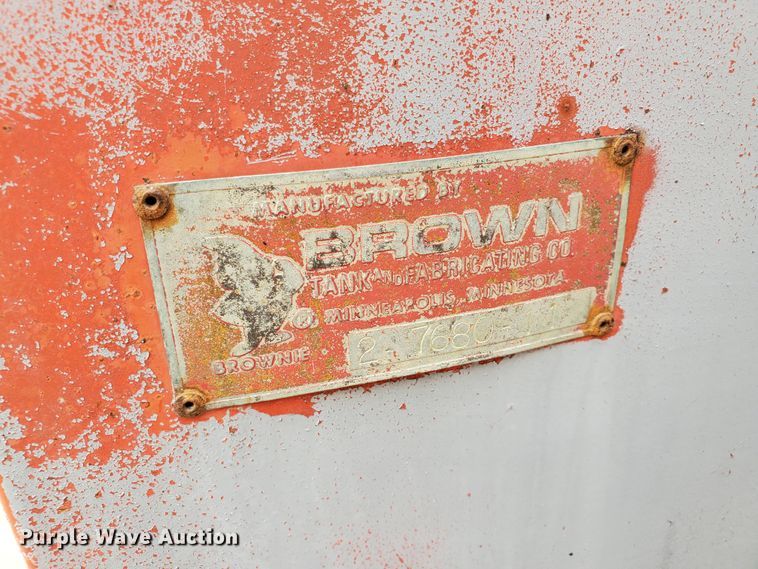 MANUFACTURED BY
BROWN
TANK AND FABRICATING CO.
® MINNEAPOLIS, MINNESOTA
BROWNIE
Purple Wave Auction